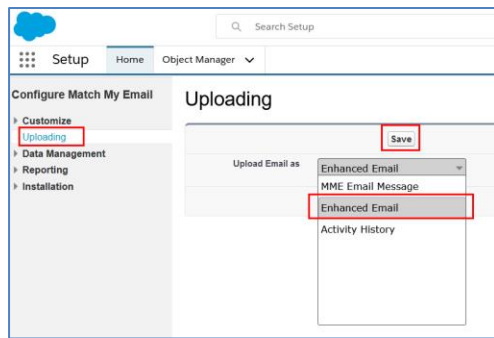 Search Setup
Setup Home Object Manager
Configure Match My Email
Customize
Uploading
Data Management
Reporting
Installation
Uploading
Save
Upload Email as Enhanced Email
MME Email Message
Enhanced Email
Activity History